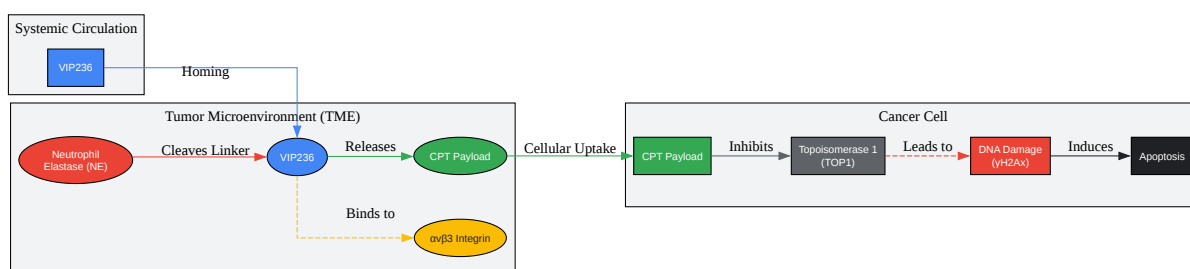 Systemic Circulation
VIP236
Homing
Tumor Microenvironment (TME)
Neutrophil
Elastase (NE)
Cleaves Linker
VIP236
Releases
CPT Payload
Binds to
αvβ3 Integrin
Cellular Uptake
Cancer Cell
CPT Payload
Inhibits
Topoisomerase 1
(TOP1)
Leads to
DNA Damage
(γH2Ax)
Induces
Apoptosis